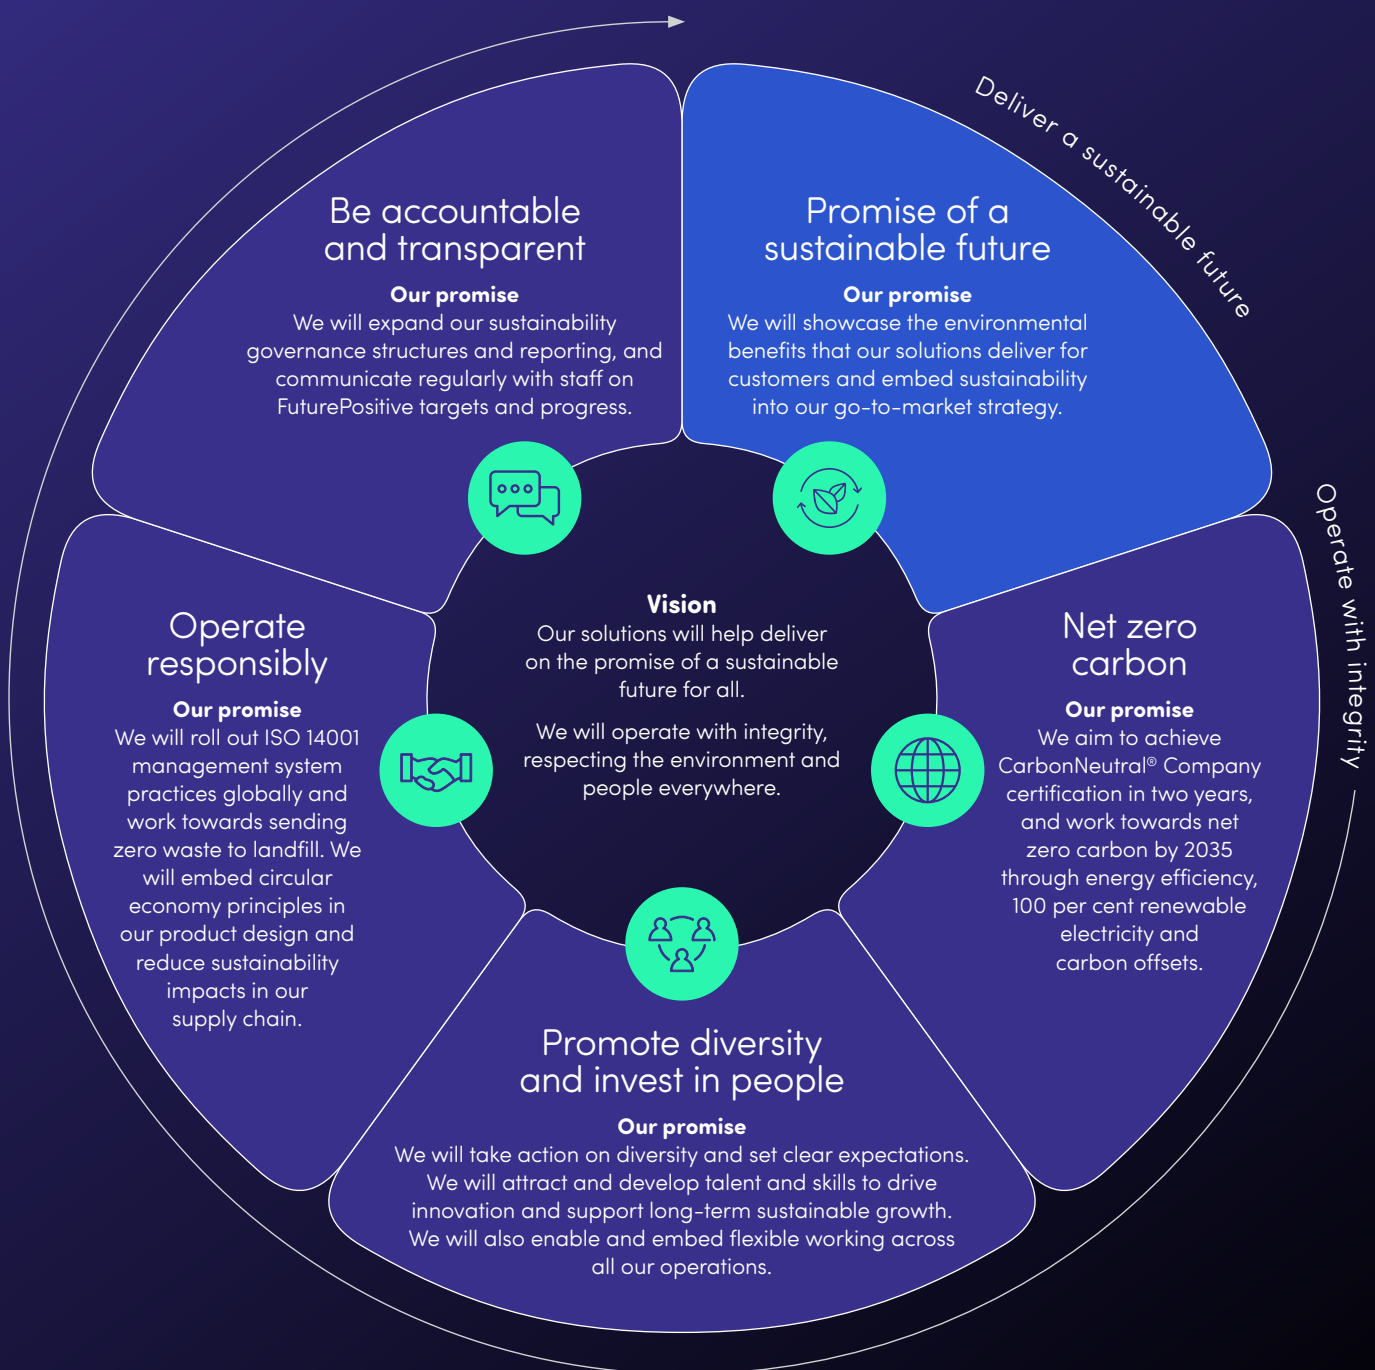 Deliver a sustainable future
Operate with integrity
Be accountable
and transparent
Our promise
We will expand our sustainability
governance structures and reporting, and
communicate regularly with staff on
FuturePositive targets and progress.
Promise of a
sustainable future
Our promise
We will showcase the environmental
benefits that our solutions deliver for
customers and embed sustainability
into our go-to-market strategy.
Operate
responsibly
Our promise
We will roll out ISO 14001
management system
practices globally and
work towards sending
zero waste to landfill. We
will embed circular
economy principles in
our product design and
reduce sustainability
impacts in our
supply chain.
Vision
Our solutions will help deliver
on the promise of a sustainable
future for all.
We will operate with integrity,
respecting the environment and
people everywhere.
Net zero
carbon
Our promise
We aim to achieve
CarbonNeutral® Company
certification in two years,
and work towards net
zero carbon by 2035
through energy efficiency,
100 per cent renewable
electricity and
carbon offsets.
Promote diversity
and invest in people
Our promise
We will take action on diversity and set clear expectations.
We will attract and develop talent and skills to drive
innovation and support long-term sustainable growth.
We will also enable and embed flexible working across
all our operations.